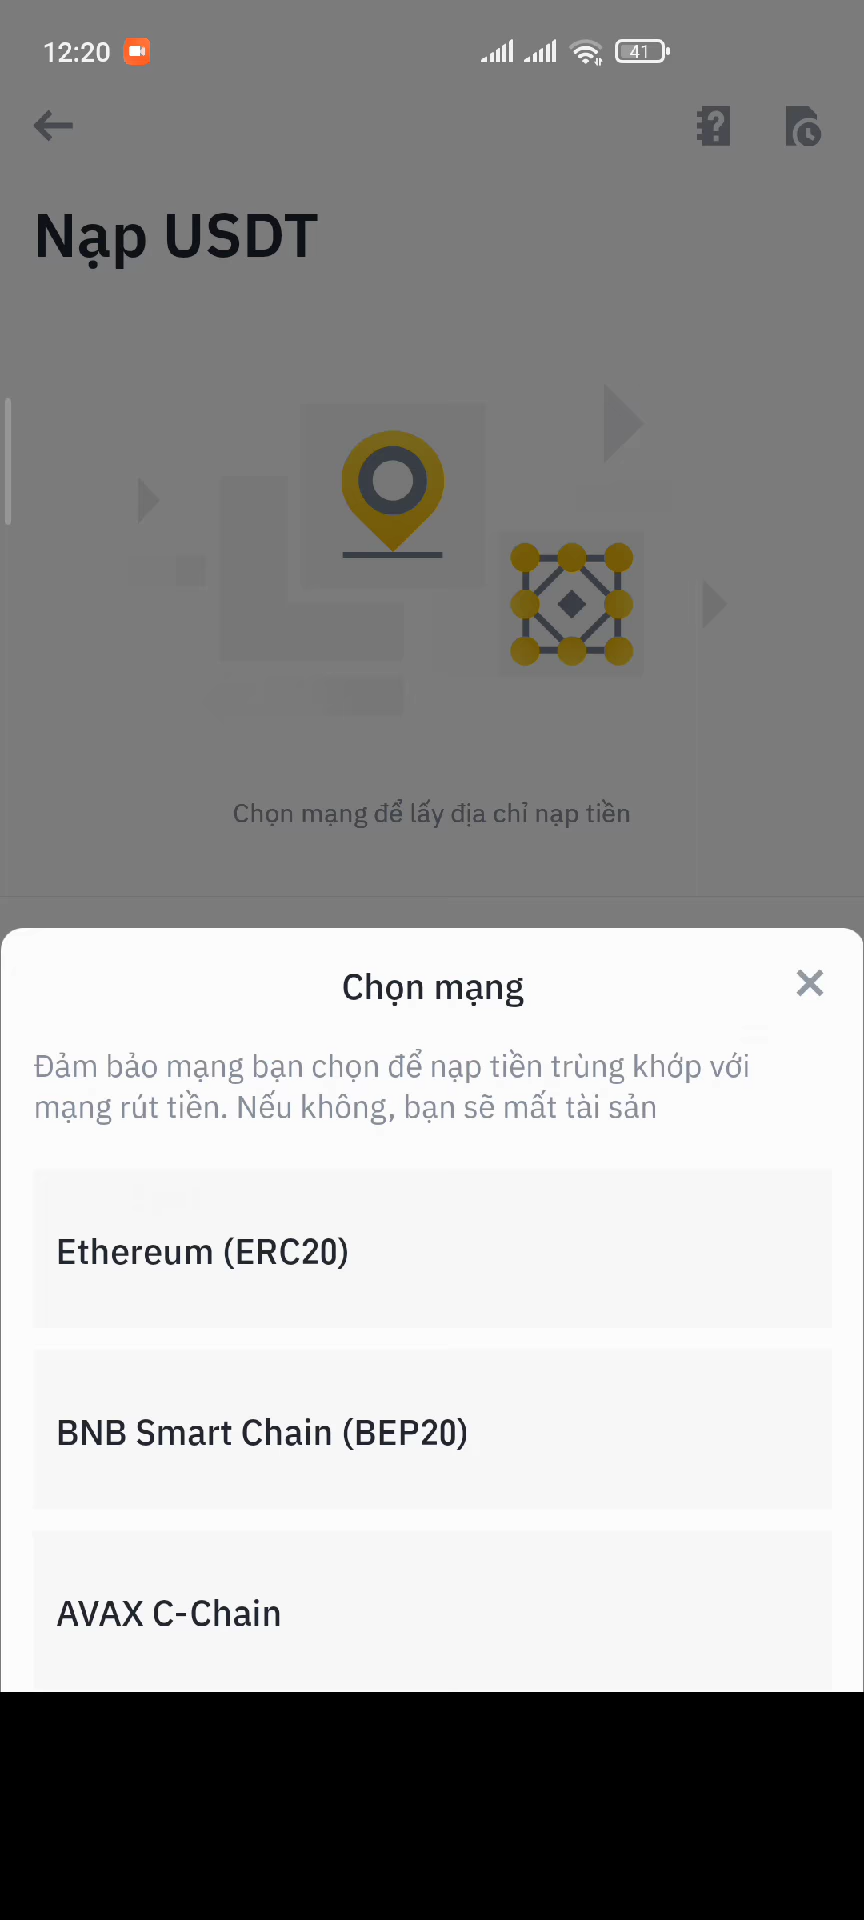 12:20
41
Nạp USDT
Chọn mạng để lấy địa chỉ nạp tiền
Chọn mạng
Đảm bảo mạng bạn chọn để nạp tiền trùng khớp với
mạng rút tiền. Nếu không, bạn sẽ mất tài sản
Ethereum (ERC20)
BNB Smart Chain (BEP20)
AVAX C-Chain